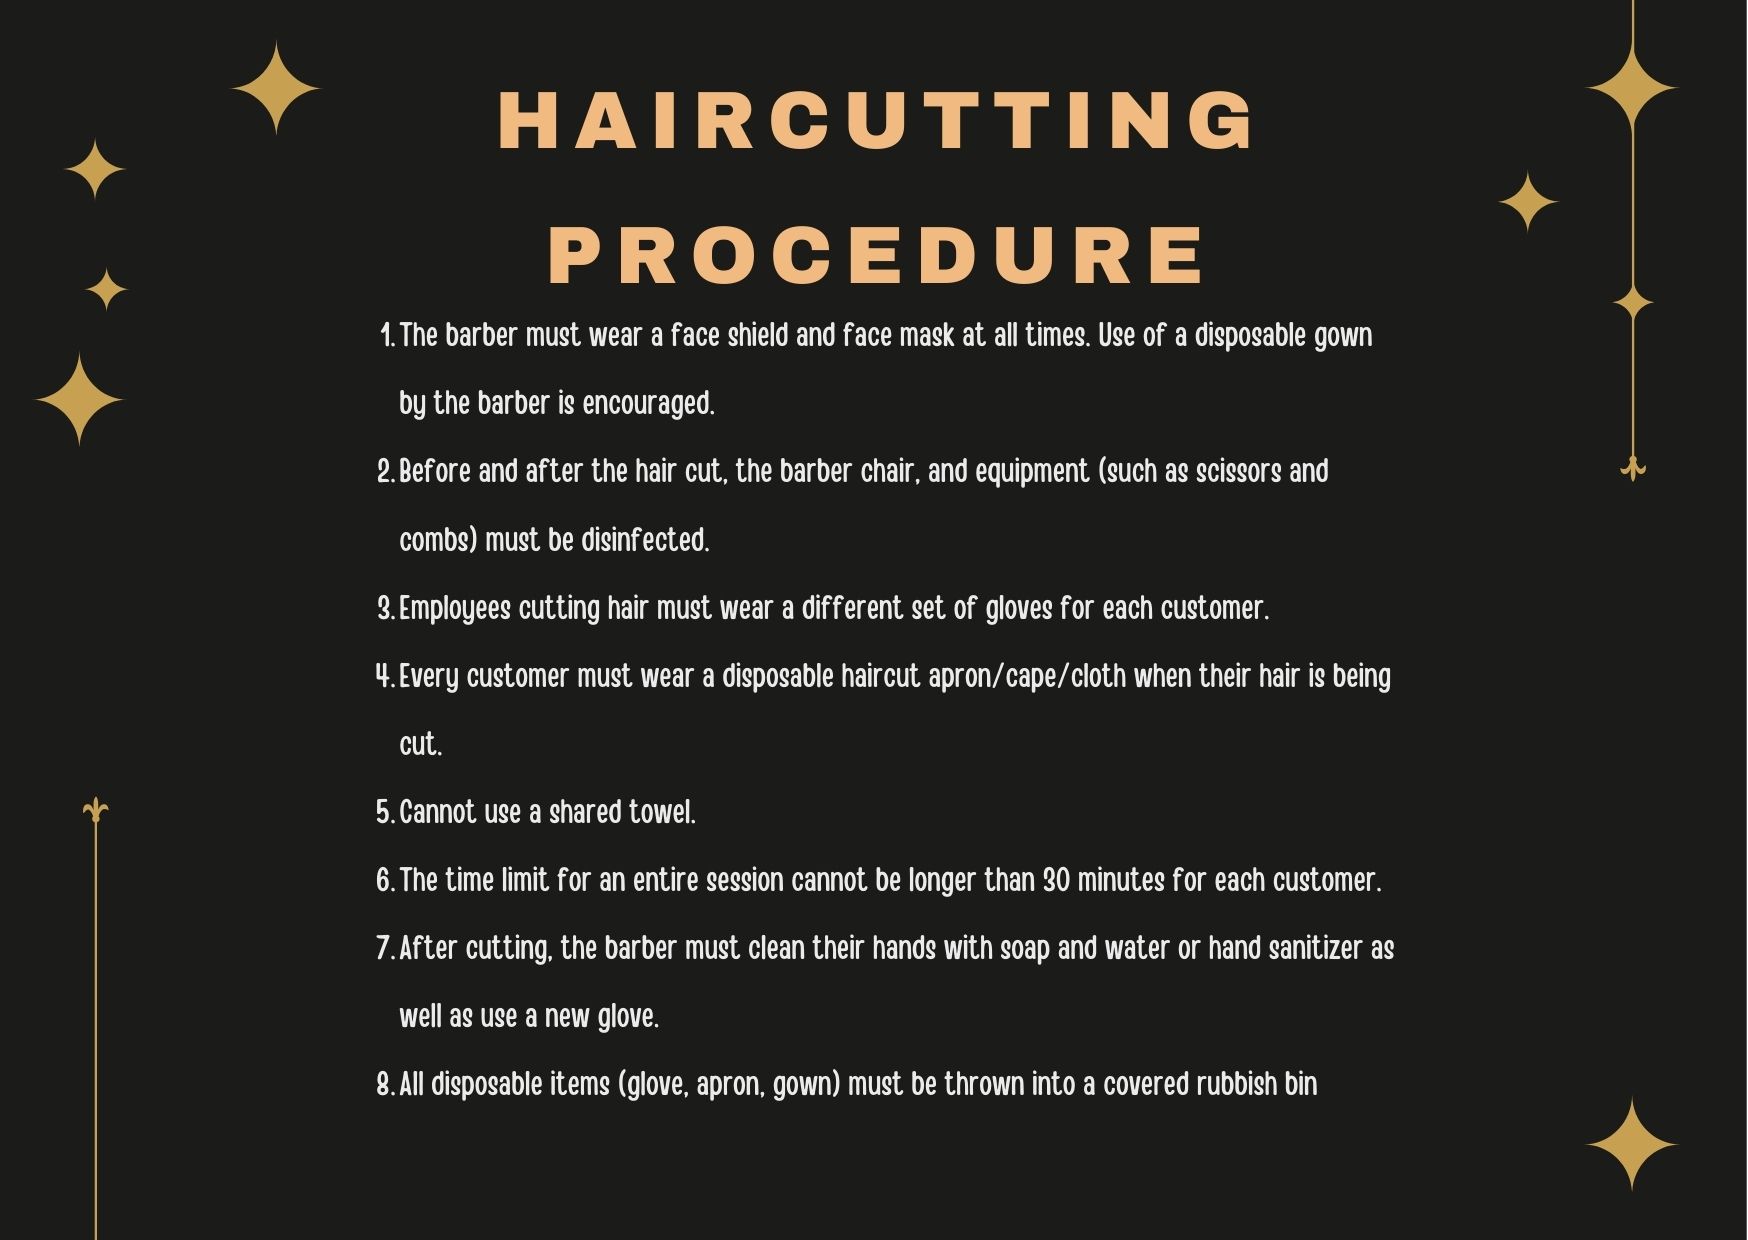 HAIRCUTTING
PROCEDURE
1. The barber must wear a face shield and face mask at all times. Use of a disposable gown
by the barber is encouraged.
2. Before and after the hair cut, the barber chair, and equipment (such as scissors and
combs) must be disinfected.
3. Employees cutting hair must wear a different set of gloves for each customer.
4. Every customer must wear a disposable haircut apron/cape/cloth when their hair is being
cut.
5. Cannot use a shared towel.
6. The time limit for an entire session cannot be longer than 30 minutes for each customer.
7. After cutting, the barber must clean their hands with soap and water or hand sanitizer as
well as use a new glove.
8. All disposable items (glove, apron, gown) must be thrown into a covered rubbish bin